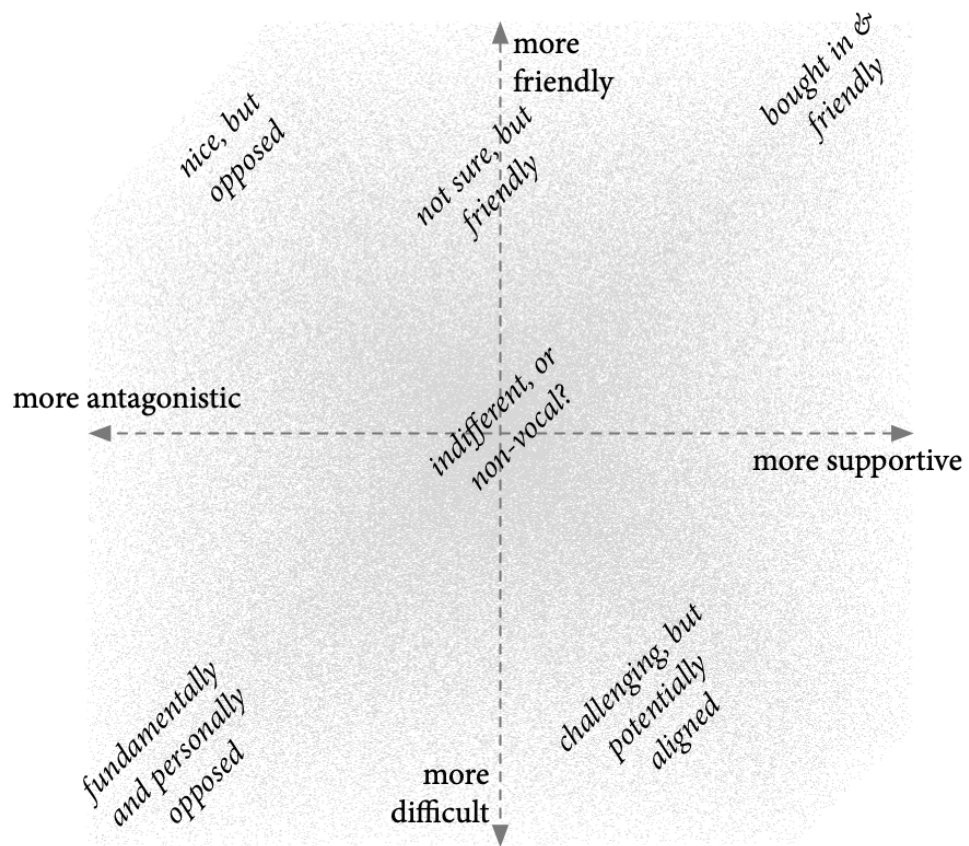 more
friendly
bought in &
friendly
nice, but
opposed
not sure, but
friendly
indifferent, or
non-vocal?
more antagonistic
more supportive
challenging, but
potentially
aligned
fundamentally
and personally
opposed
more
difficult